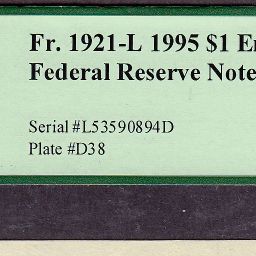 Fr. 1921-L 1995 $1
Federal Reserve Note
Serial #L53590894D
Plate #D38